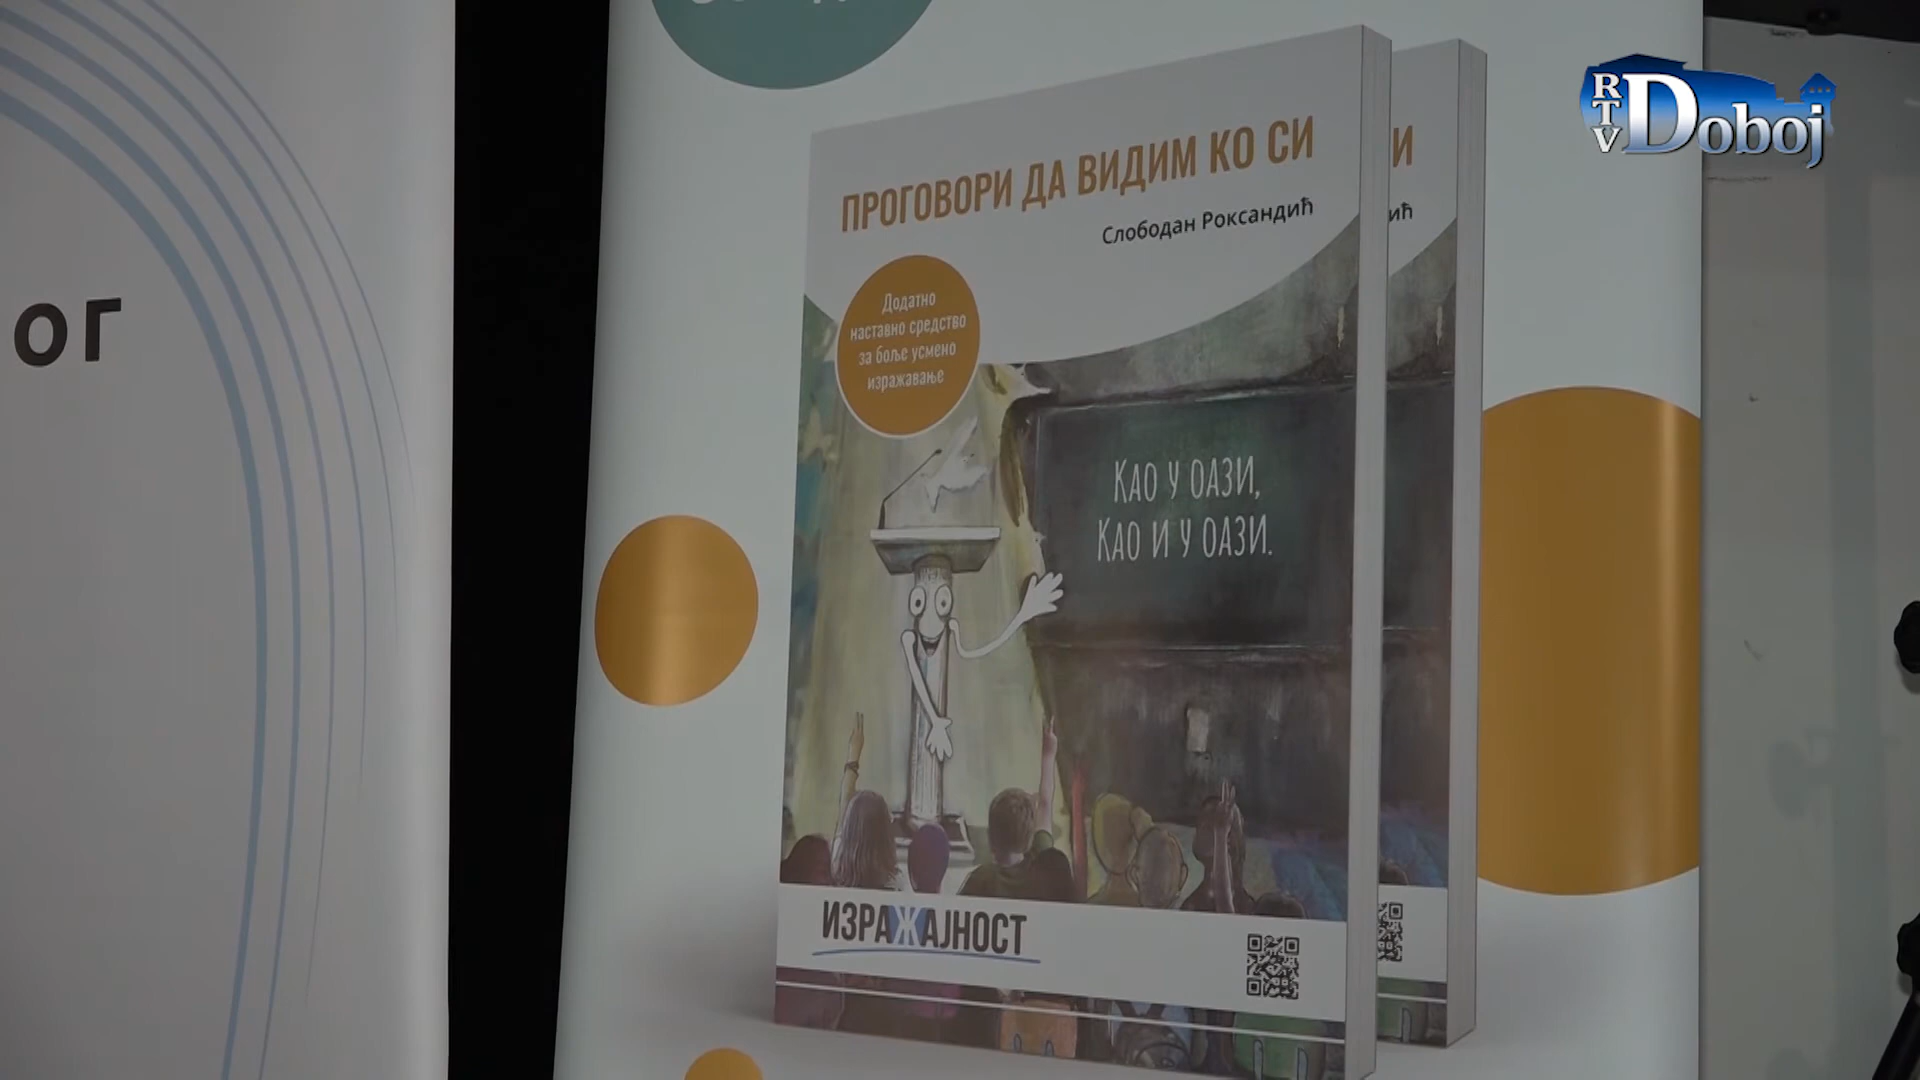 ог
RTV Doboj
ПРОГОВОРИ ДА ВИДИМ КО СИ
Слободан Роксандић
Додатно
наставно средство
за боље усмено
изражавање
КАО У ОАЗИ,
КАО И У ОАЗИ.
ИЗРАЖАЈНОСТ
И
ић